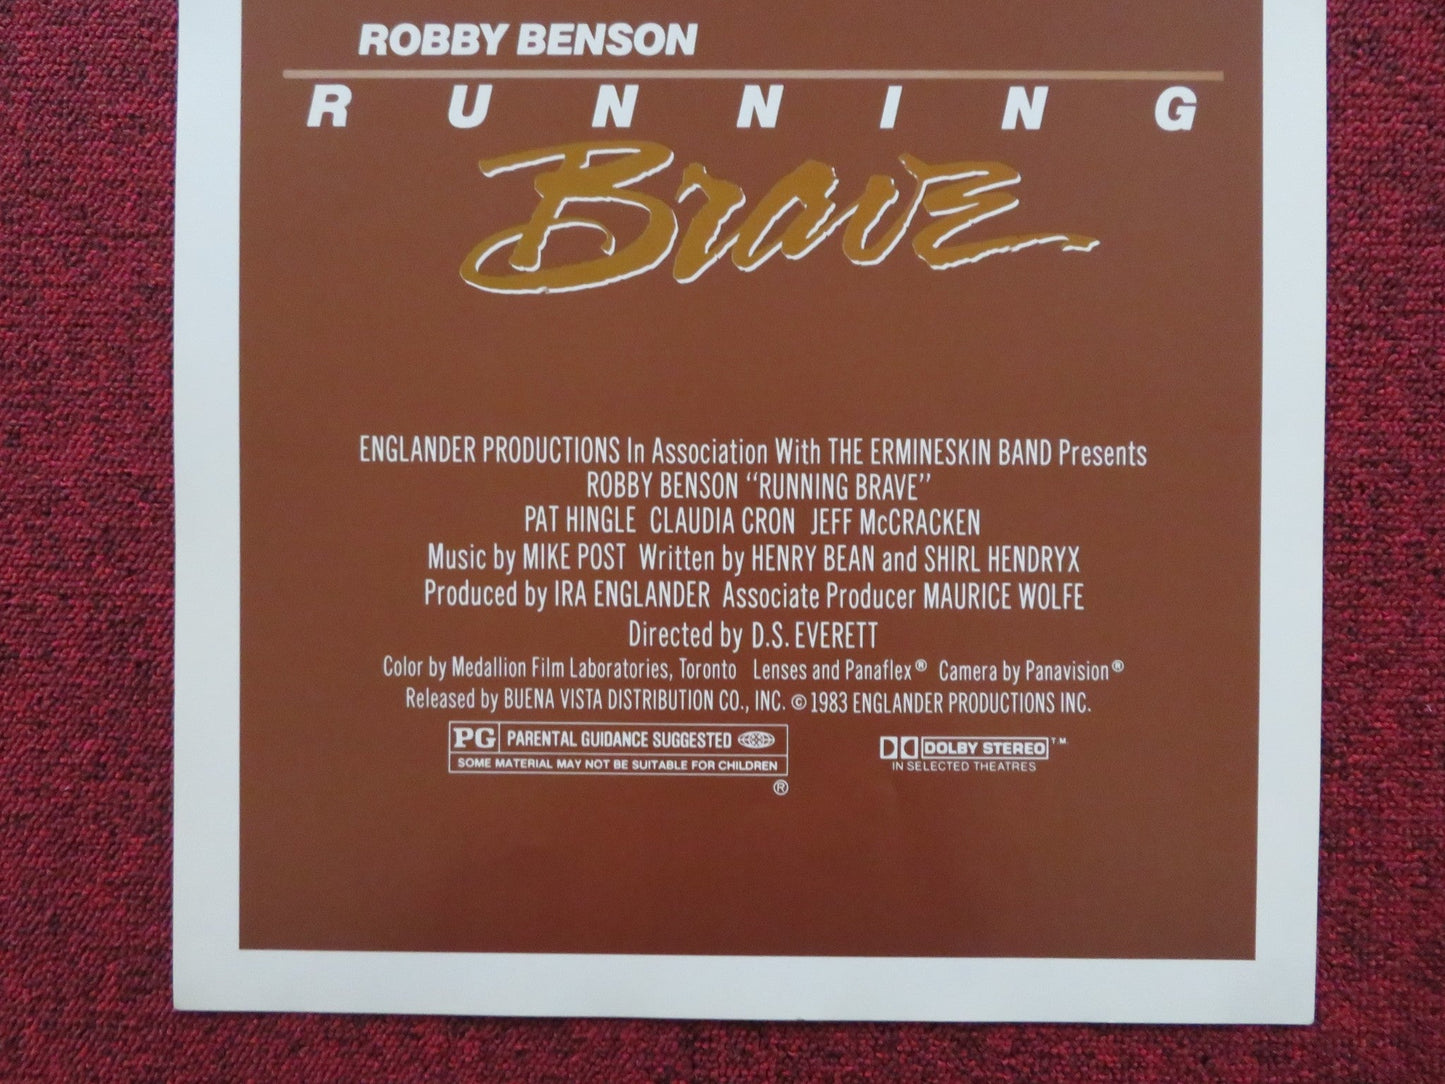 ROBBY BENSON
RUNNING
Brave
ENGLANDER PRODUCTIONS In Association With THE ERMINESKIN BAND Presents
ROBBY BENSON "RUNNING BRAVE"
PAT HINGLE CLAUDIA CRON JEFF McCRACKEN
Music by MIKE POST Written by HENRY BEAN and SHIRL HENDRYX
Produced by IRA ENGLANDER Associate Producer MAURICE WOLFE
Directed by D.S. EVERETT
Color by Medallion Film Laboratories, Toronto Lenses and Panaflex® Camera by Panavision®
Released by BUENA VISTA DISTRIBUTION CO., INC. © 1983 ENGLANDER PRODUCTIONS INC.
PG PARENTAL GUIDANCE SUGGESTED
SOME MATERIAL MAY NOT BE SUITABLE FOR CHILDREN
®
DOLBY STEREO T.M.
IN SELECTED THEATRES